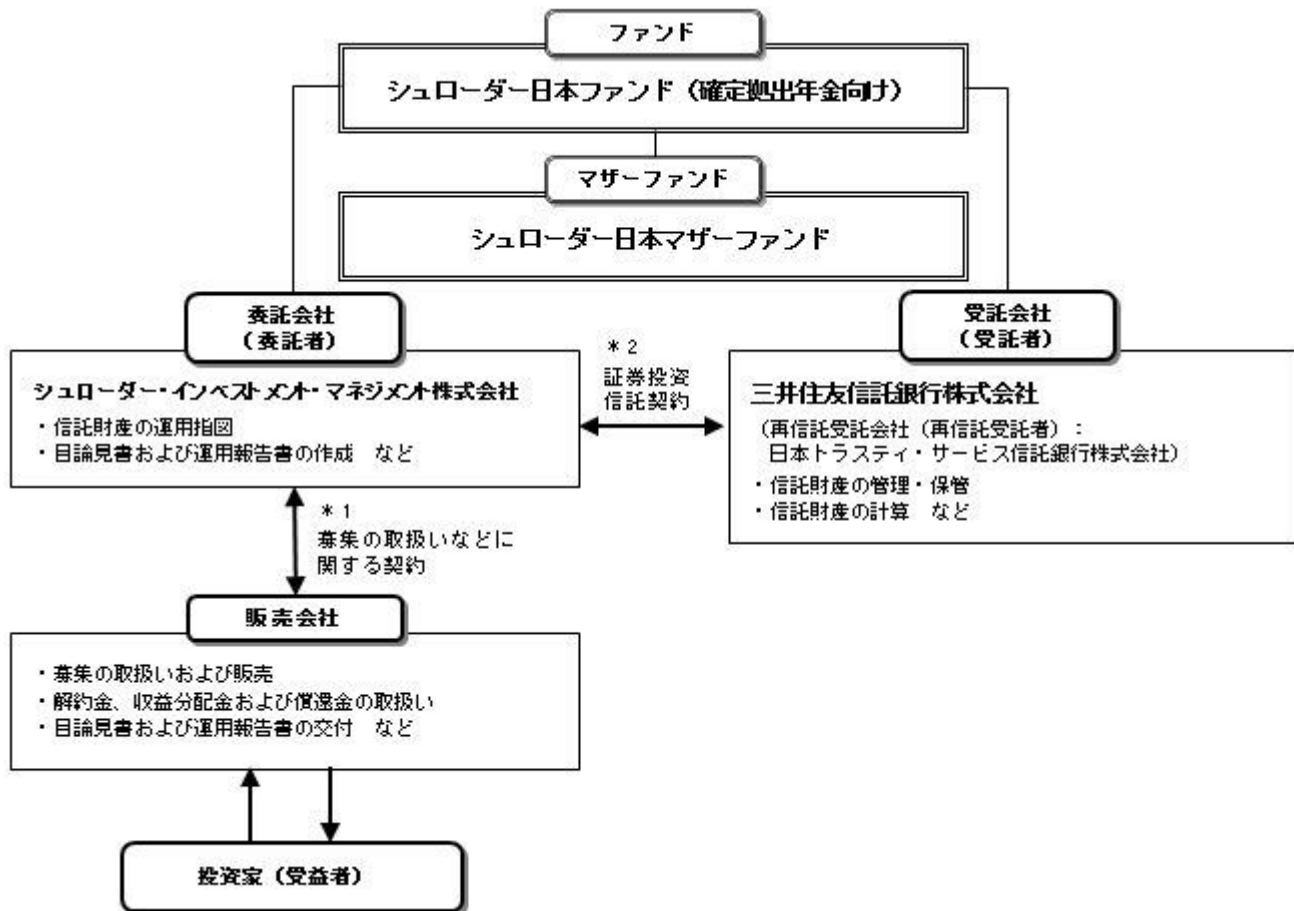 ファンド
シュローダー日本ファンド（確定拠出年金向け）
マザーファンド
シュローダー日本マザーファンド
委託会社
（委託者）
シュローダー・インベストメント・マネジメント株式会社
・信託財産の運用指図
・目論見書および運用報告書の作成　など
＊2
証券投資
信託契約
受託会社
（受託者）
三井住友信託銀行株式会社
（再信託受託会社（再信託受託者）：
日本トラスティ・サービス信託銀行株式会社）
・信託財産の管理・保管
・信託財産の計算　など
＊1
募集の取扱いなどに
関する契約
販売会社
・募集の取扱いおよび販売
・解約金、収益分配金および償還金の取扱い
・目論見書および運用報告書の交付　など
投資家（受益者）